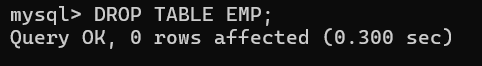 mysql> DROP TABLE EMP;
Query OK, 0 rows affected (0.300 sec)